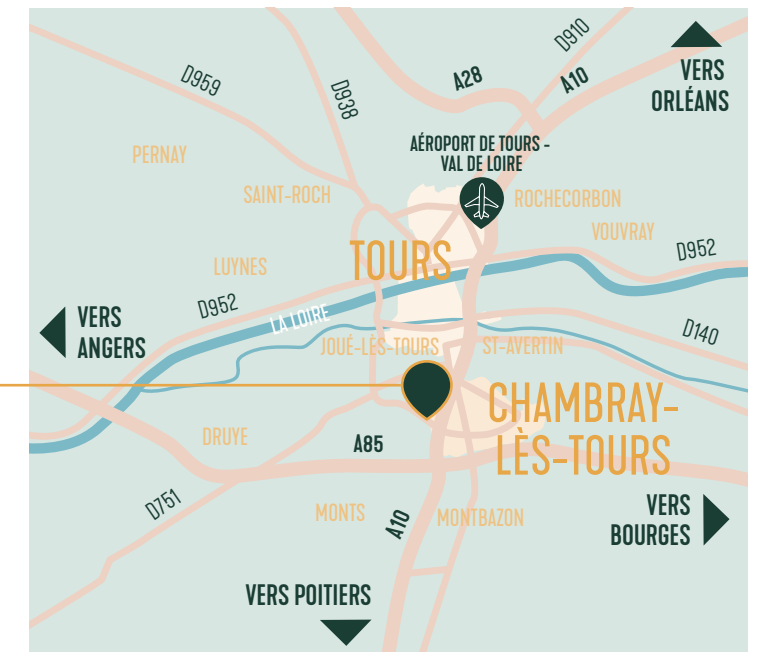 D910
D959
D938
A28
A10
VERS
ORLÉANS
AÉROPORT DE TOURS -
VAL DE LOIRE
PERNAY
SAINT-ROCH
ROCHECORBON
VOUVRAY
TOURS
D952
LUYNES
D952
LA LOIRE
VERS
ANGERS
JOUÉ-LÈS-TOURS
ST-AVERTIN
D140
CHAMBRAY-
LÈS-TOURS
DRUYE
A85
D751
MONTS
A10
MONTBAZON
VERS
BOURGES
VERS POITIERS